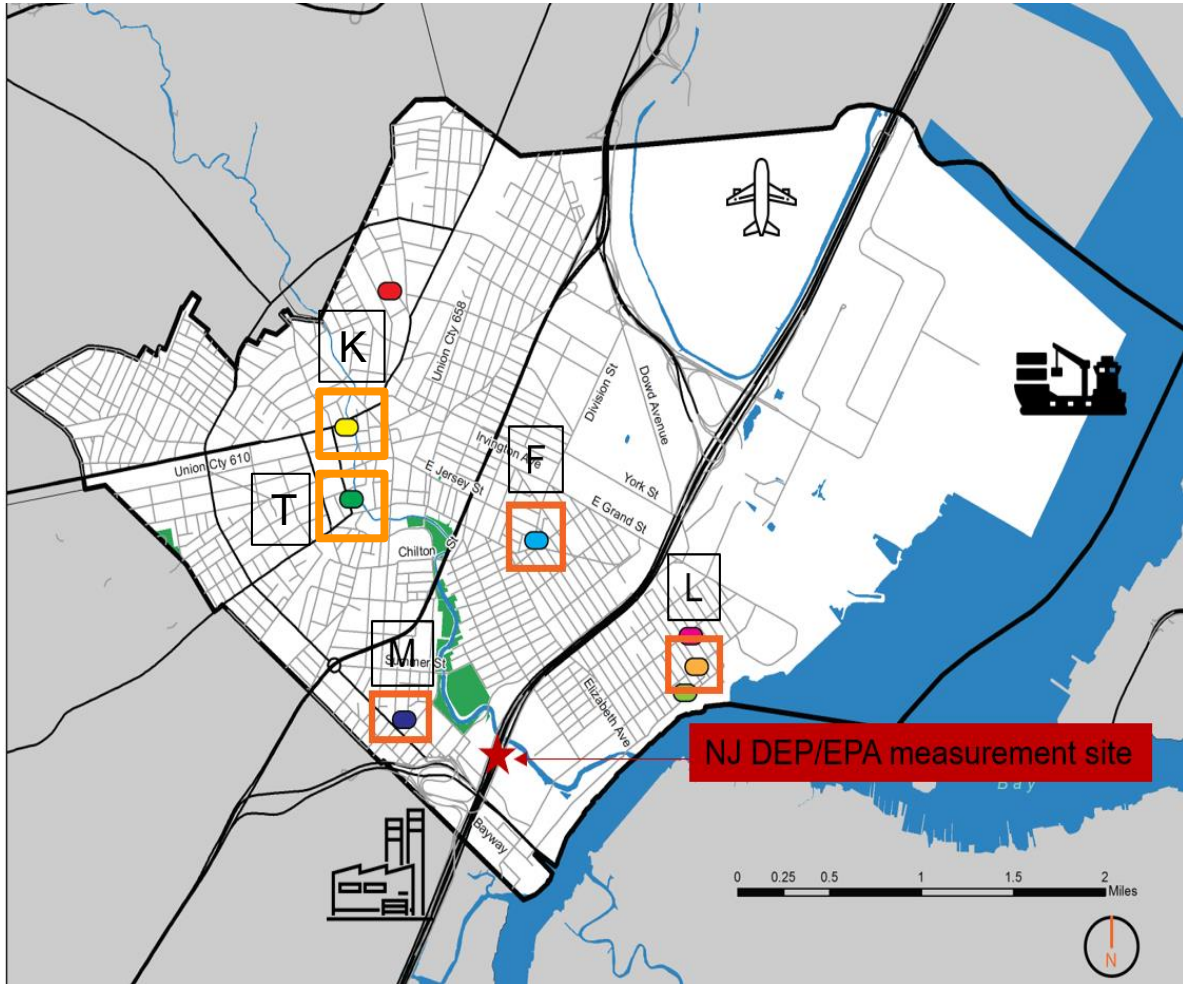 K
Union Cty 658
Division St
Dowd Avenue
Irvington Ave
F
Union Cty 610
E Jersey St
York St
T
E Grand St
Chilton
St
L
M
Summer St
Elizabeth Ave
NJ DEP/EPA measurement site
Bay
Bayway
0 0.25 0.5 1 1.5 2
Miles
N